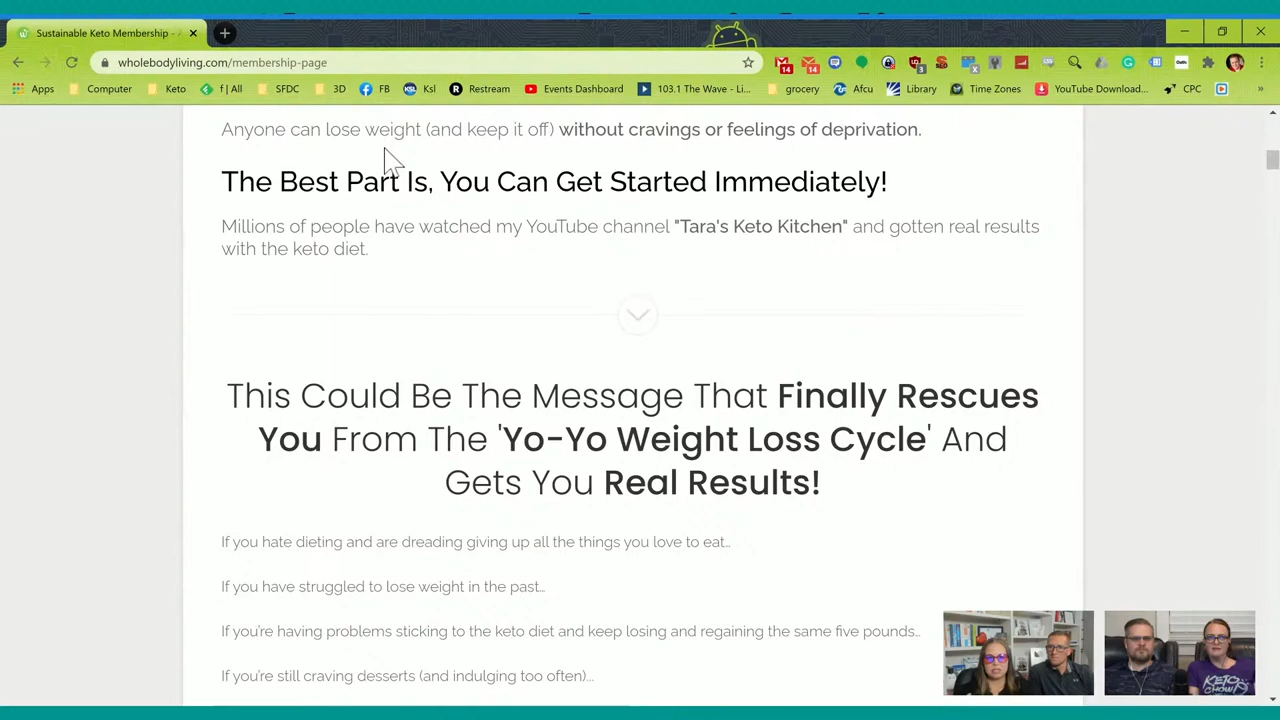 Sustainable Keto Membership - 
wholebodyliving.com/membership-page
14
14
3
Apps
Computer
Keto
f | All
SFDC
3D
FB
Ksl
Restream
Events Dashboard
103.1 The Wave - Li...
grocery
Afcu
Library
Time Zones
YouTube Download...
CPC
Anyone can lose weight (and keep it off) without cravings or feelings of deprivation.
The Best Part Is, You Can Get Started Immediately!
Millions of people have watched my YouTube channel "Tara's Keto Kitchen" and gotten real results
with the keto diet.
This Could Be The Message That Finally Rescues
You From The 'Yo-Yo Weight Loss Cycle' And
Gets You Real Results!
If you hate dieting and are dreading giving up all the things you love to eat…
If you have struggled to lose weight in the past…
If you're having problems sticking to the keto diet and keep losing and regaining the same five pounds…
If you're still craving desserts (and indulging too often)...
KETO
CHOW